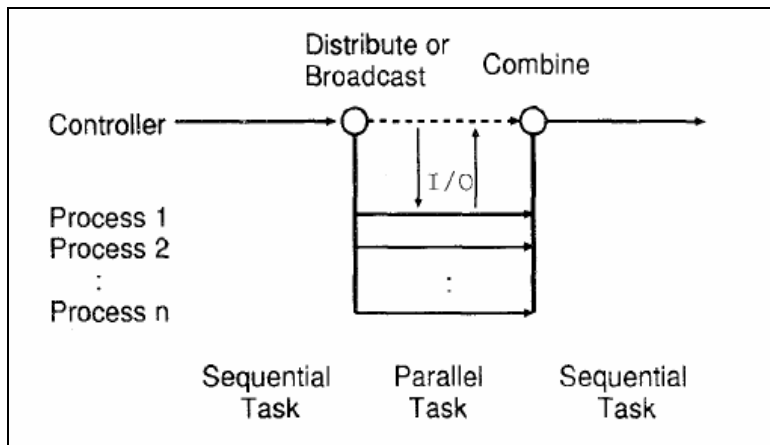 Distribute or
Broadcast
Combine
Controller
I/O
Process 1
Process 2
:
:
Process n
Sequential
Task
Parallel
Task
Sequential
Task